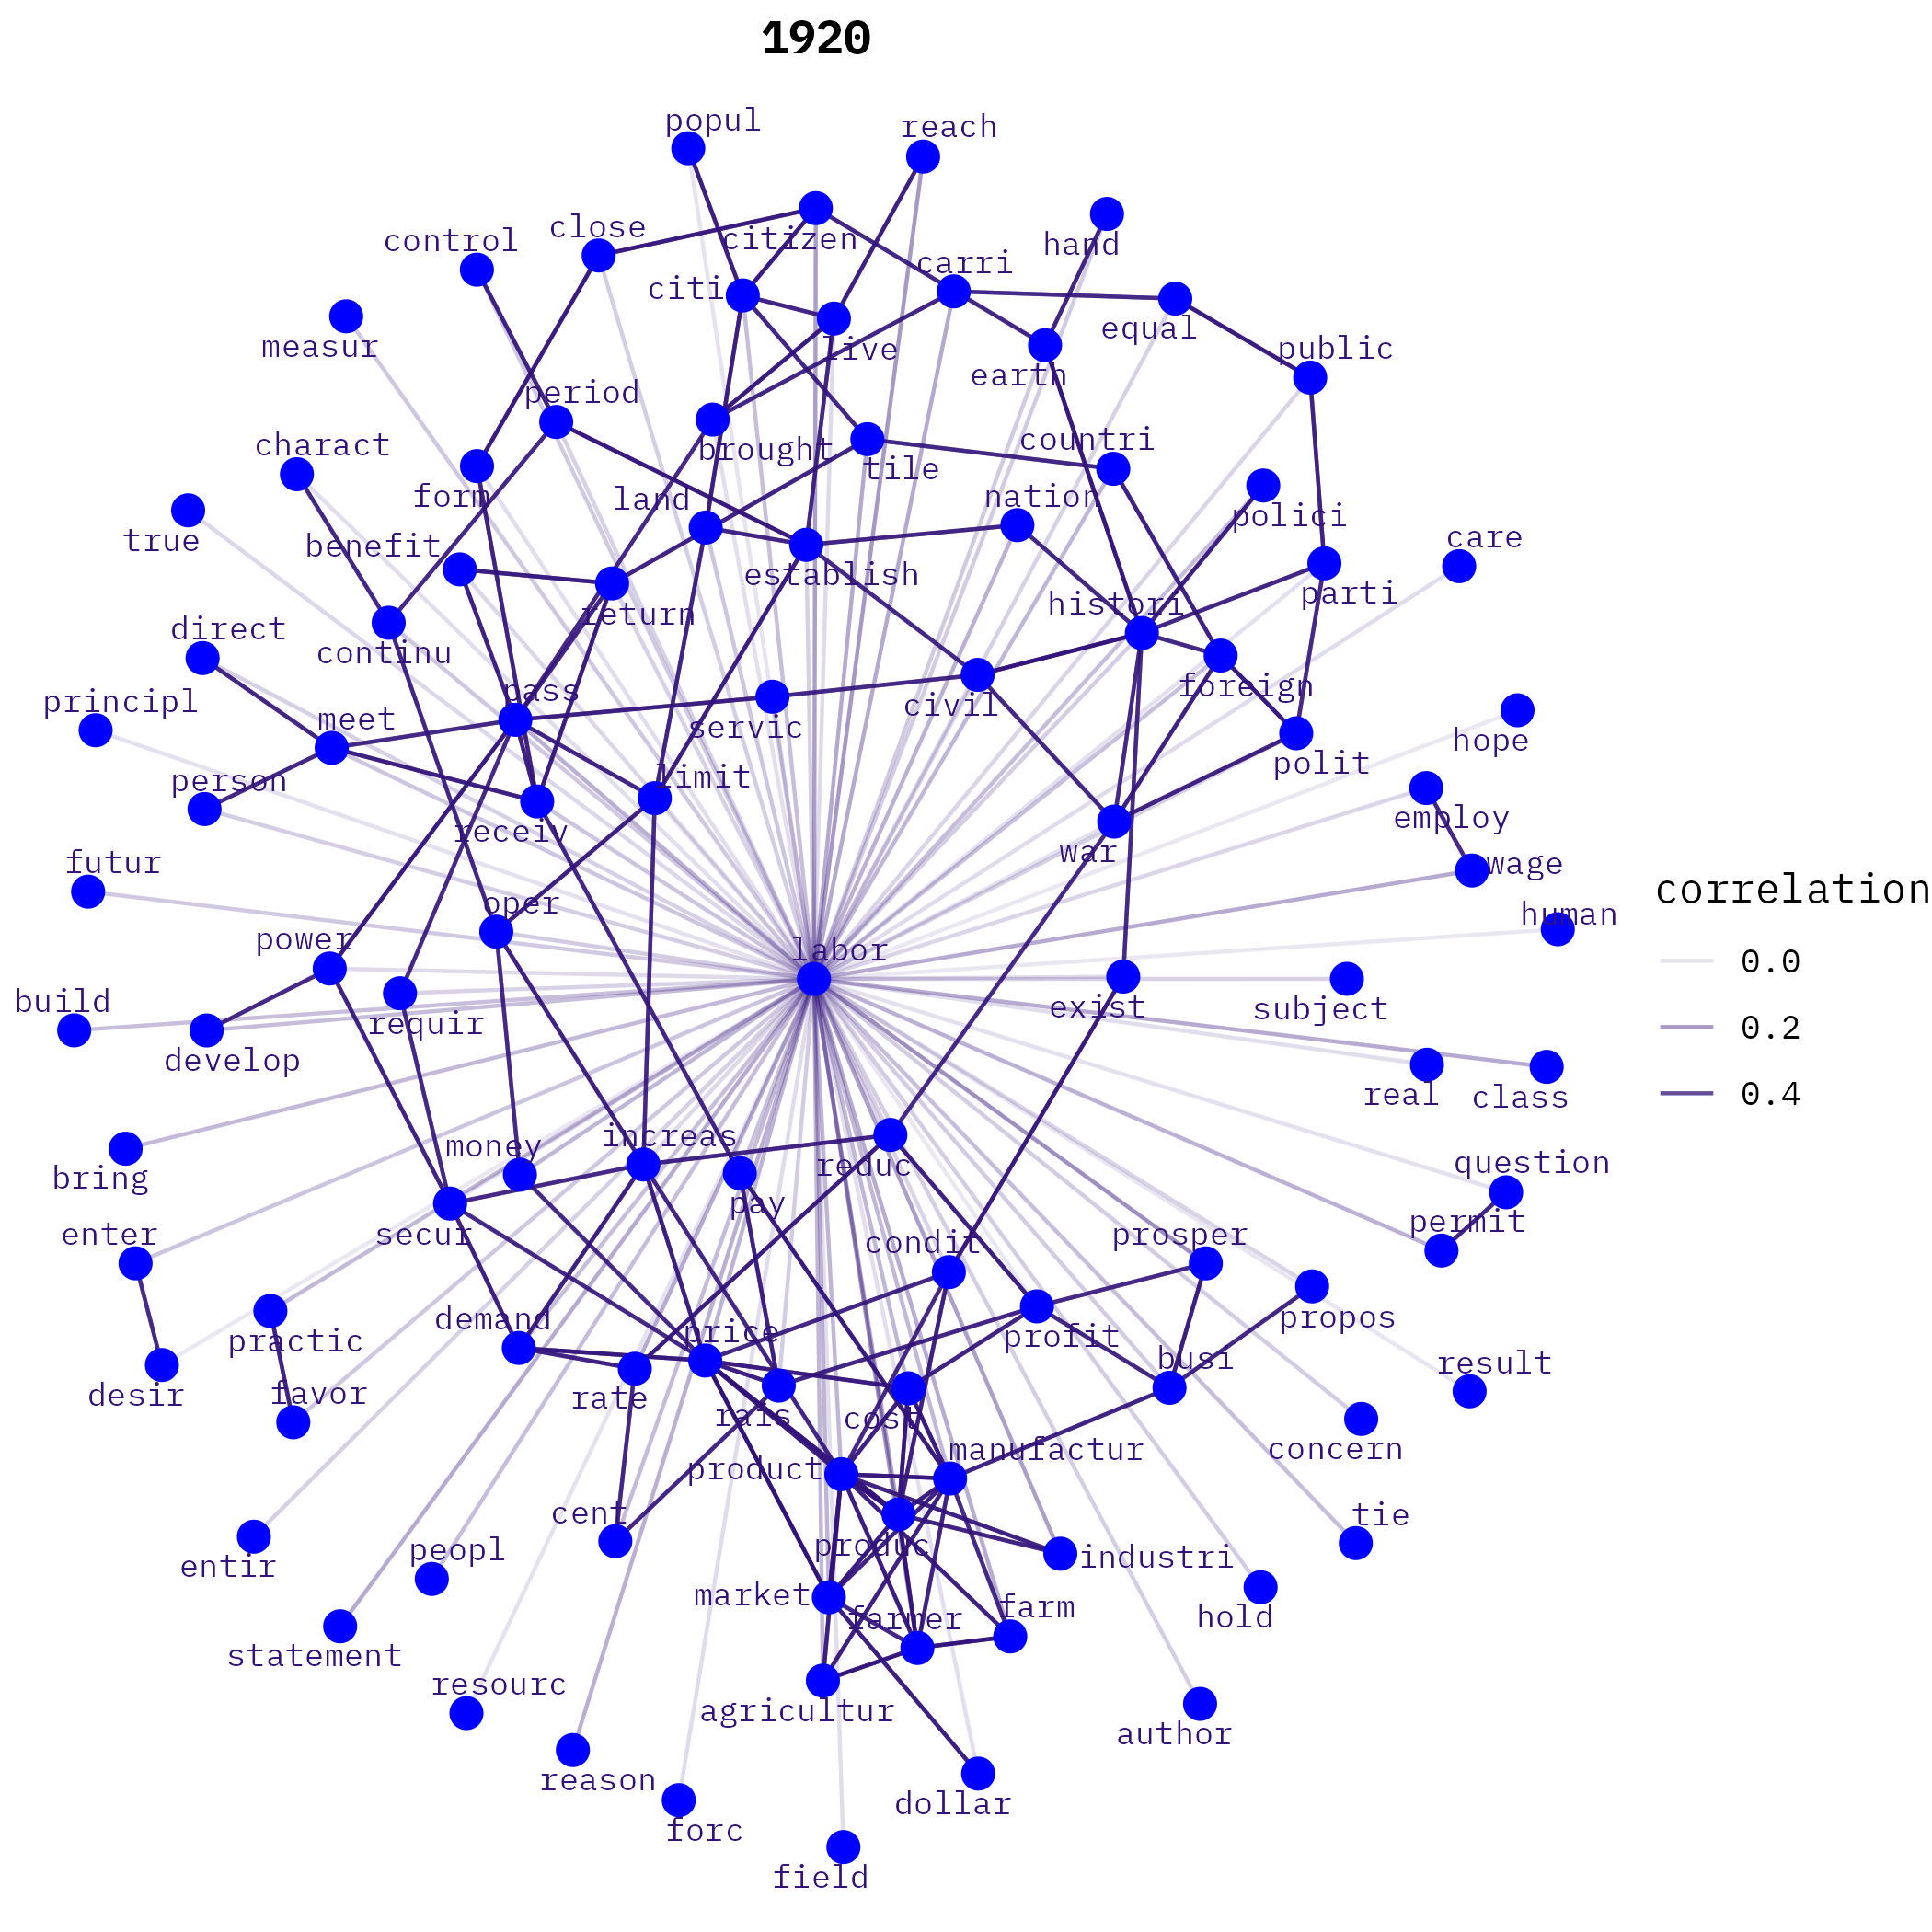 1920
popul
reach
control
close
citizen
hand
carri
citi
measur
live
equal
earth
public
period
charact
brought
tile
countri
form
land
nation
polici
true
benefit
establish
care
return
histori
parti
direct
continu
pass
principl
meet
servic
civil
foreign
person
limit
polit
hope
receiv
war
employ
futur
oper
wage
power
labor
human
build
requir
exist
subject
develop
real
class
bring
money
increas
reduc
question
enter
secur
pay
condit
prosper
permit
practic
demand
price
profit
propos
desir
favor
rate
rais
cost
busi
result
product
manufactur
concern
cent
peopl
produc
industri
tie
entir
market
farmer
farm
hold
statement
resourc
agricultur
author
reason
forc
dollar
field
correlation
0.0
0.2
0.4